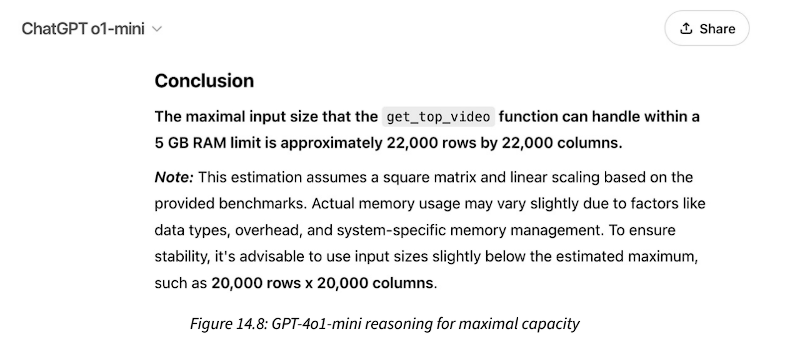 ChatGPT o1-mini
Share
Conclusion
The maximal input size that the get_top_video function can handle within a
5 GB RAM limit is approximately 22,000 rows by 22,000 columns.
Note: This estimation assumes a square matrix and linear scaling based on the
provided benchmarks. Actual memory usage may vary slightly due to factors like
data types, overhead, and system-specific memory management. To ensure
stability, it's advisable to use input sizes slightly below the estimated maximum,
such as 20,000 rows x 20,000 columns.
Figure 14.8: GPT-4o1-mini reasoning for maximal capacity